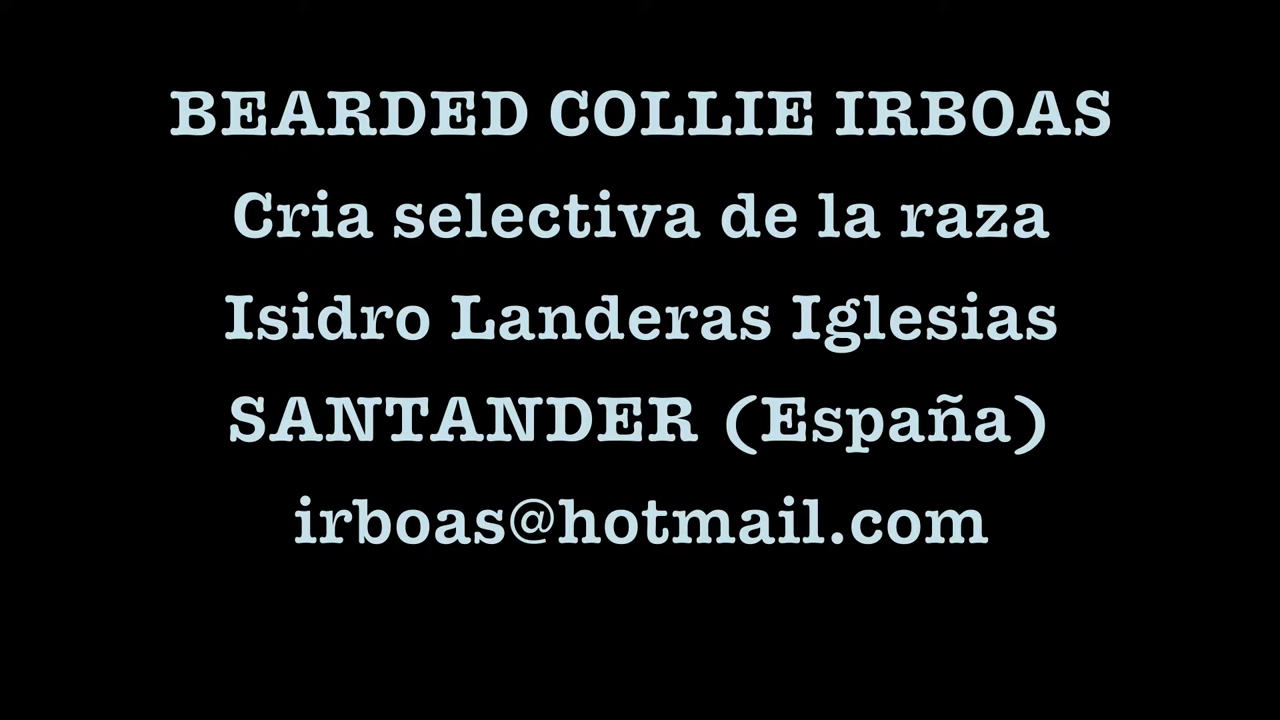 BEARDED COLLIE IRBOAS
Cria selectiva de la raza
Isidro Landeras Iglesias
SANTANDER (España)
irboas@hotmail.com